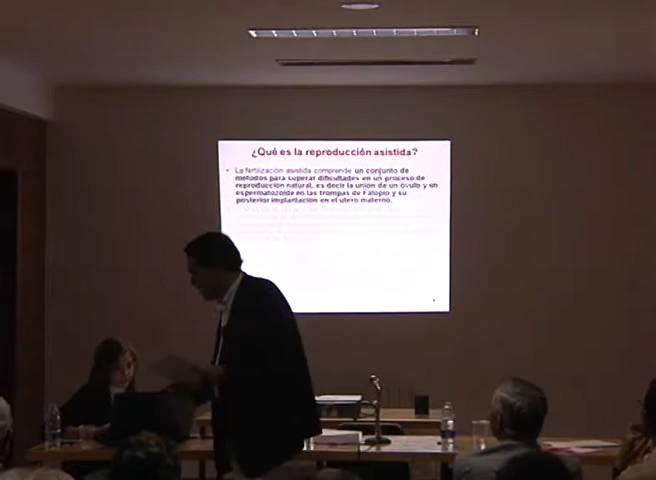 ¿Qué es la reproducción asistida?
• La fertilización asistida comprende un conjunto de
métodos para superar dificultades en un proceso de
reproducción natural, es decir la unión de un óvulo y un
espermatozoide en las trompas de Falopio y su
posterior implantación en el útero materno.